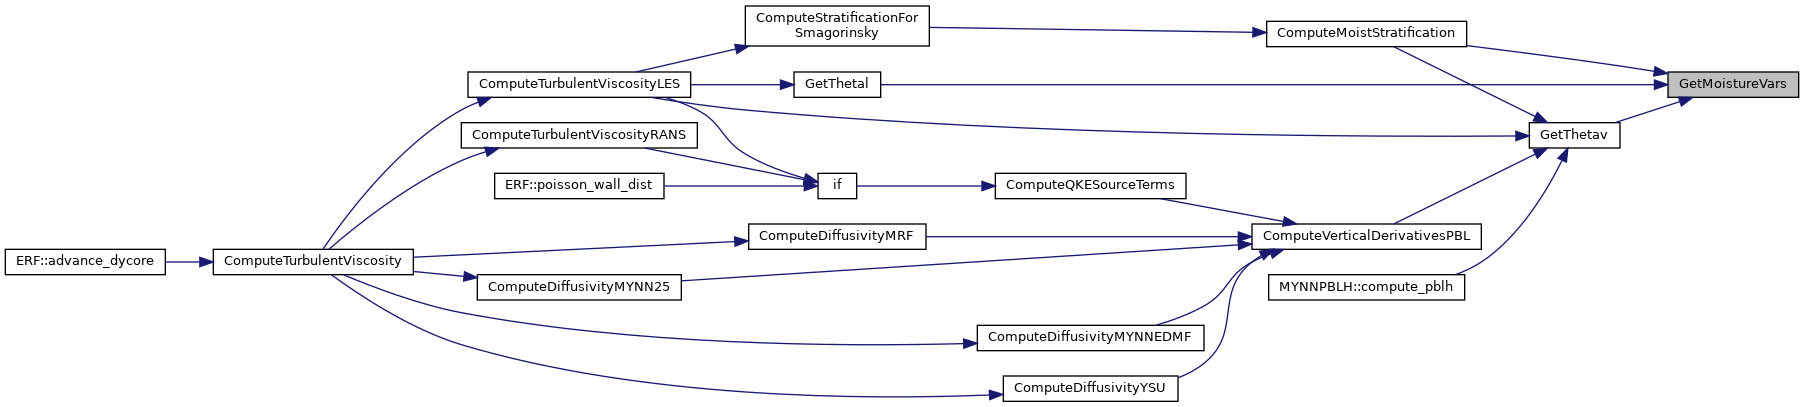 ComputeStratificationFor
Smagorinsky
ComputeMoistStratification
ComputeTurbulentViscosityLES
GetThetal
GetMoistureVars
ComputeTurbulentViscosityRANS
GetThetav
ERF::poisson_wall_dist
if
ComputeQKESourceTerms
ComputeDiffusivityMRF
ComputeVerticalDerivativesPBL
ERF::advance_dycore
ComputeTurbulentViscosity
ComputeDiffusivityMYNN25
MYNNPBLH::compute_pblh
ComputeDiffusivityMYNNEDMF
ComputeDiffusivityYSU